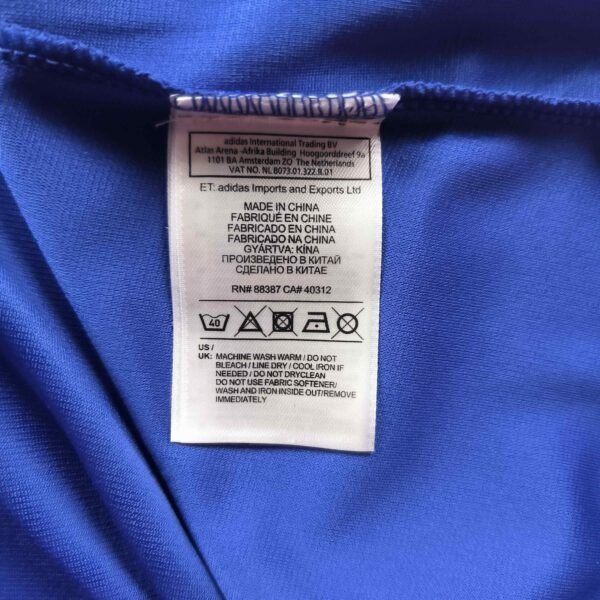 adidas International Trading BV
Atlas Arena -Afrika Building Hoogoorddreef 9a
1101 BA Amsterdam ZO The Netherlands
VAT NO. NL 8073.01.322.B.01
ET: adidas Imports and Exports Ltd
MADE IN CHINA
FABRIQUÉ EN CHINE
FABRICADO EN CHINA
FABRICADO NA CHINA
GYÁRTVA: KÍNA
ПРОИЗВЕДЕНО В КИТАЙ
СДЕЛАНО В КИТАЕ
RN# 88387 CA# 40312
40
US /
UK: MACHINE WASH WARM / DO NOT
BLEACH / LINE DRY / COOL IRON IF
NEEDED / DO NOT DRYCLEAN
DO NOT USE FABRIC SOFTENER/
WASH AND IRON INSIDE OUT/REMOVE
IMMEDIATELY